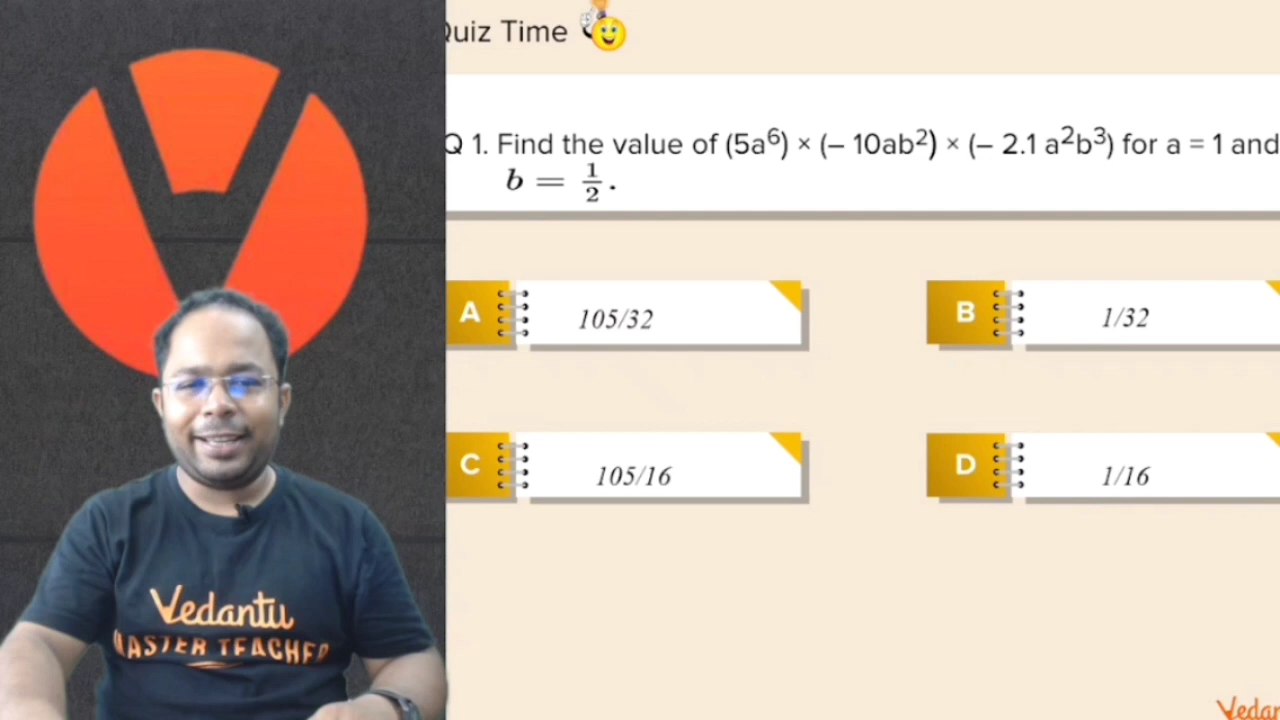 Quiz Time
Q 1. Find the value of (5a⁶) × (– 10ab²) × (– 2.1 a²b³) for a = 1 and
b = 1/2.
A 105/32
B 1/32
C 105/16
D 1/16
Vedantu
MASTER TEACHER